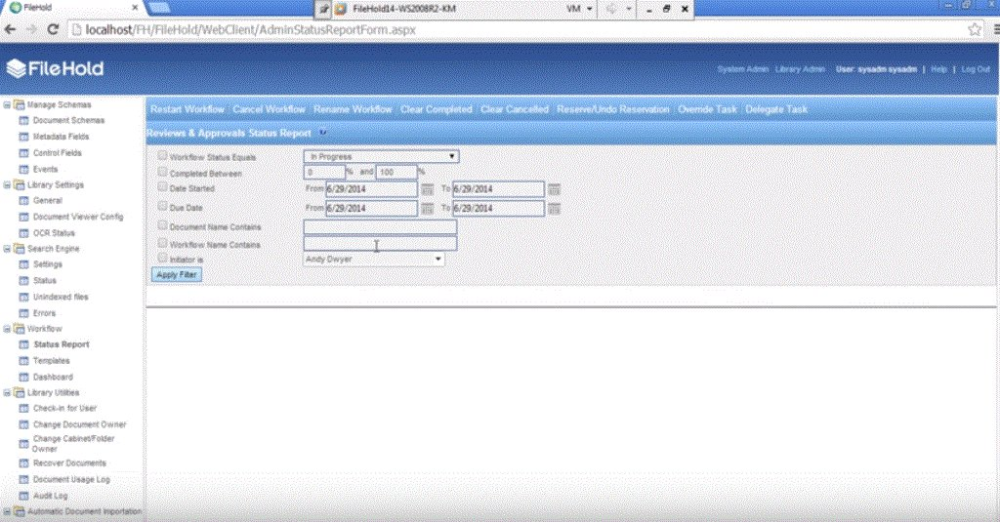 FileHold
FileHold14-WS2008R2-KM
VM
localhost/FH/FileHold/WebClient/AdminStatusReportForm.aspx
FileHold
System Admin Library Admin User: sysadm sysadm | Help | Log Out
Manage Schemas
Document Schemas
Metadata Fields
Control Fields
Events
Library Settings
General
Document Viewer Config
OCR Status
Search Engine
Settings
Status
Unindexed files
Errors
Workflow
Status Report
Templates
Dashboard
Library Utilities
Check-in for User
Change Document Owner
Change Cabinet/Folder
Owner
Recover Documents
Document Usage Log
Audit Log
Automatic Document Importation
Restart Workflow Cancel Workflow Rename Workflow Clear Completed Clear Cancelled Reserve/Undo Reservation Override Task Delegate Task
Reviews & Approvals Status Report ?
Workflow Status Equals In Progress
Completed Between 0 % and 100 %
Date Started From 6/29/2014 To 6/29/2014
Due Date From 6/29/2014 To 6/29/2014
Document Name Contains
Workflow Name Contains
Initiator is Andy Dwyer
Apply Filter